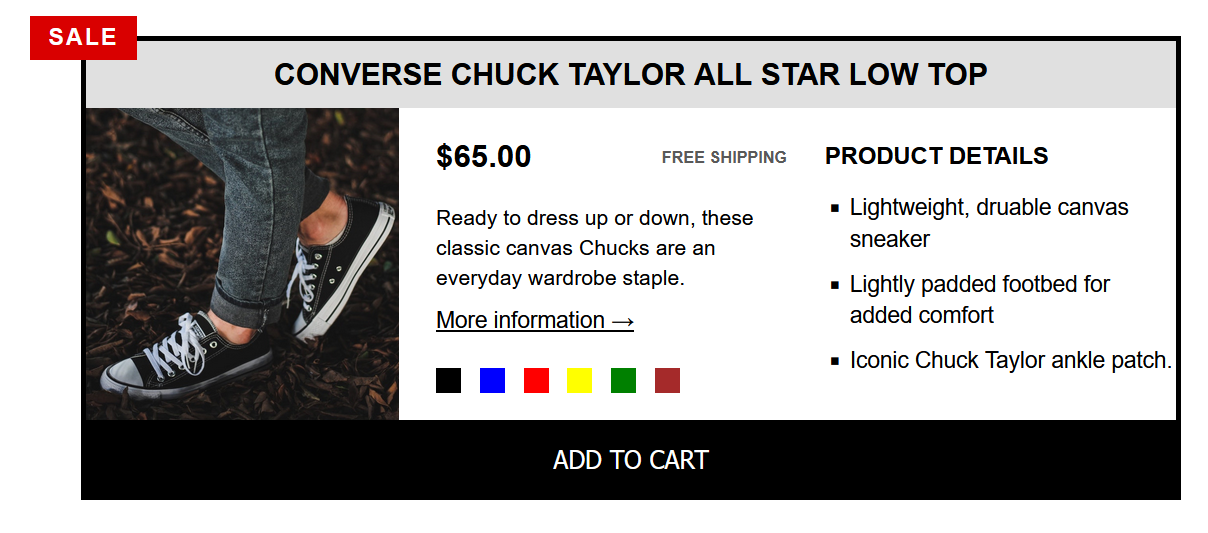 SALE
CONVERSE CHUCK TAYLOR ALL STAR LOW TOP
$65.00
FREE SHIPPING
Ready to dress up or down, these
classic canvas Chucks are an
everyday wardrobe staple.
More information →
PRODUCT DETAILS
▪ Lightweight, druable canvas
sneaker
▪ Lightly padded footbed for
added comfort
▪ Iconic Chuck Taylor ankle patch.
ADD TO CART